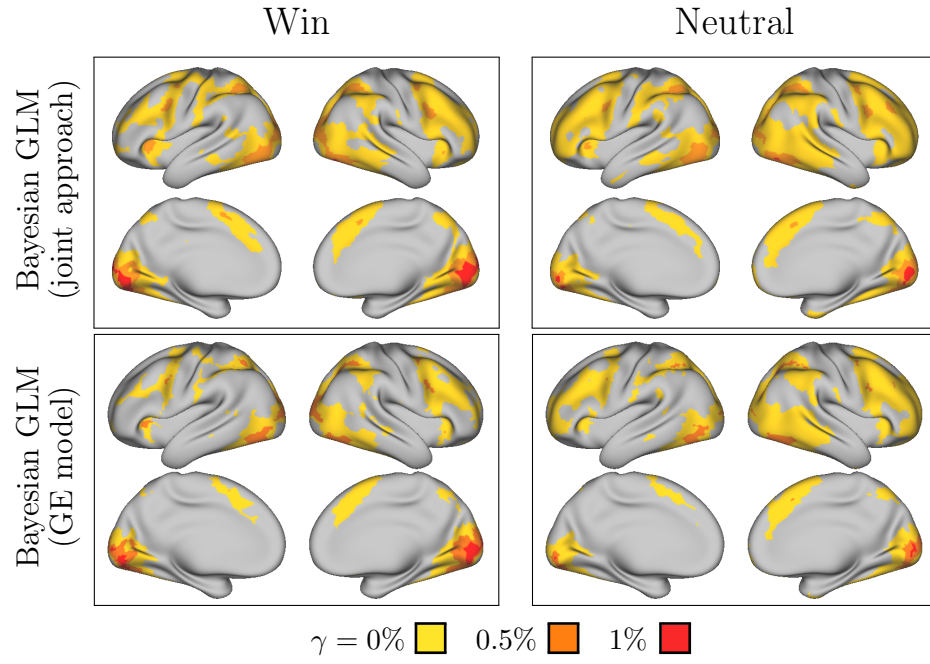 Win
Neutral
Bayesian GLM
(joint approach)
Bayesian GLM
(GE model)
γ = 0%
0.5%
1%